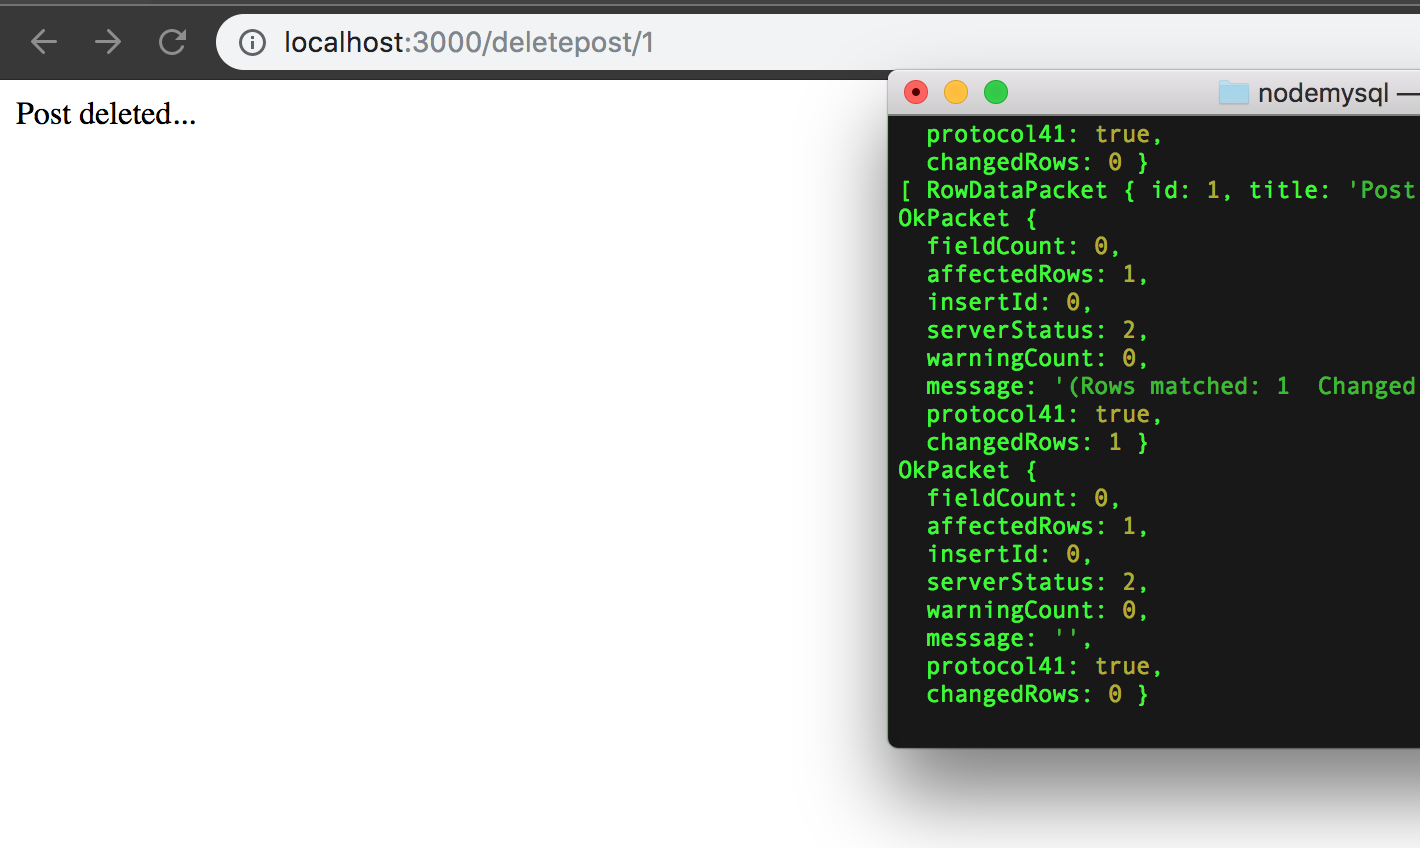 localhost:3000/deletepost/1
Post deleted...
nodemysql —
protocol41: true,
changedRows: 0 }
[ RowDataPacket { id: 1, title: 'Post
OkPacket {
fieldCount: 0,
affectedRows: 1,
insertId: 0,
serverStatus: 2,
warningCount: 0,
message: '(Rows matched: 1  Changed
protocol41: true,
changedRows: 1 }
OkPacket {
fieldCount: 0,
affectedRows: 1,
insertId: 0,
serverStatus: 2,
warningCount: 0,
message: '',
protocol41: true,
changedRows: 0 }